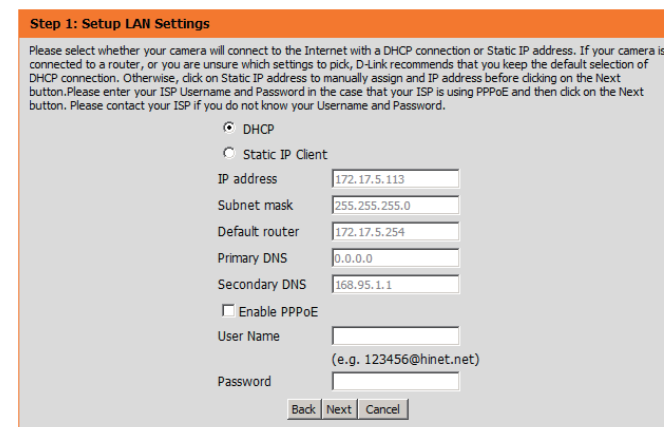 Step 1: Setup LAN Settings
Please select whether your camera will connect to the Internet with a DHCP connection or Static IP address. If your camera is
connected to a router, or you are unsure which settings to pick, D-Link recommends that you keep the default selection of
DHCP connection. Otherwise, click on Static IP address to manually assign and IP address before clicking on the Next
button.Please enter your ISP Username and Password in the case that your ISP is using PPPoE and then click on the Next
button. Please contact your ISP if you do not know your Username and Password.
DHCP
Static IP Client
IP address 172.17.5.113
Subnet mask 255.255.255.0
Default router 172.17.5.254
Primary DNS 0.0.0.0
Secondary DNS 168.95.1.1
Enable PPPoE
User Name
(e.g. 123456@hinet.net)
Password
Back Next Cancel